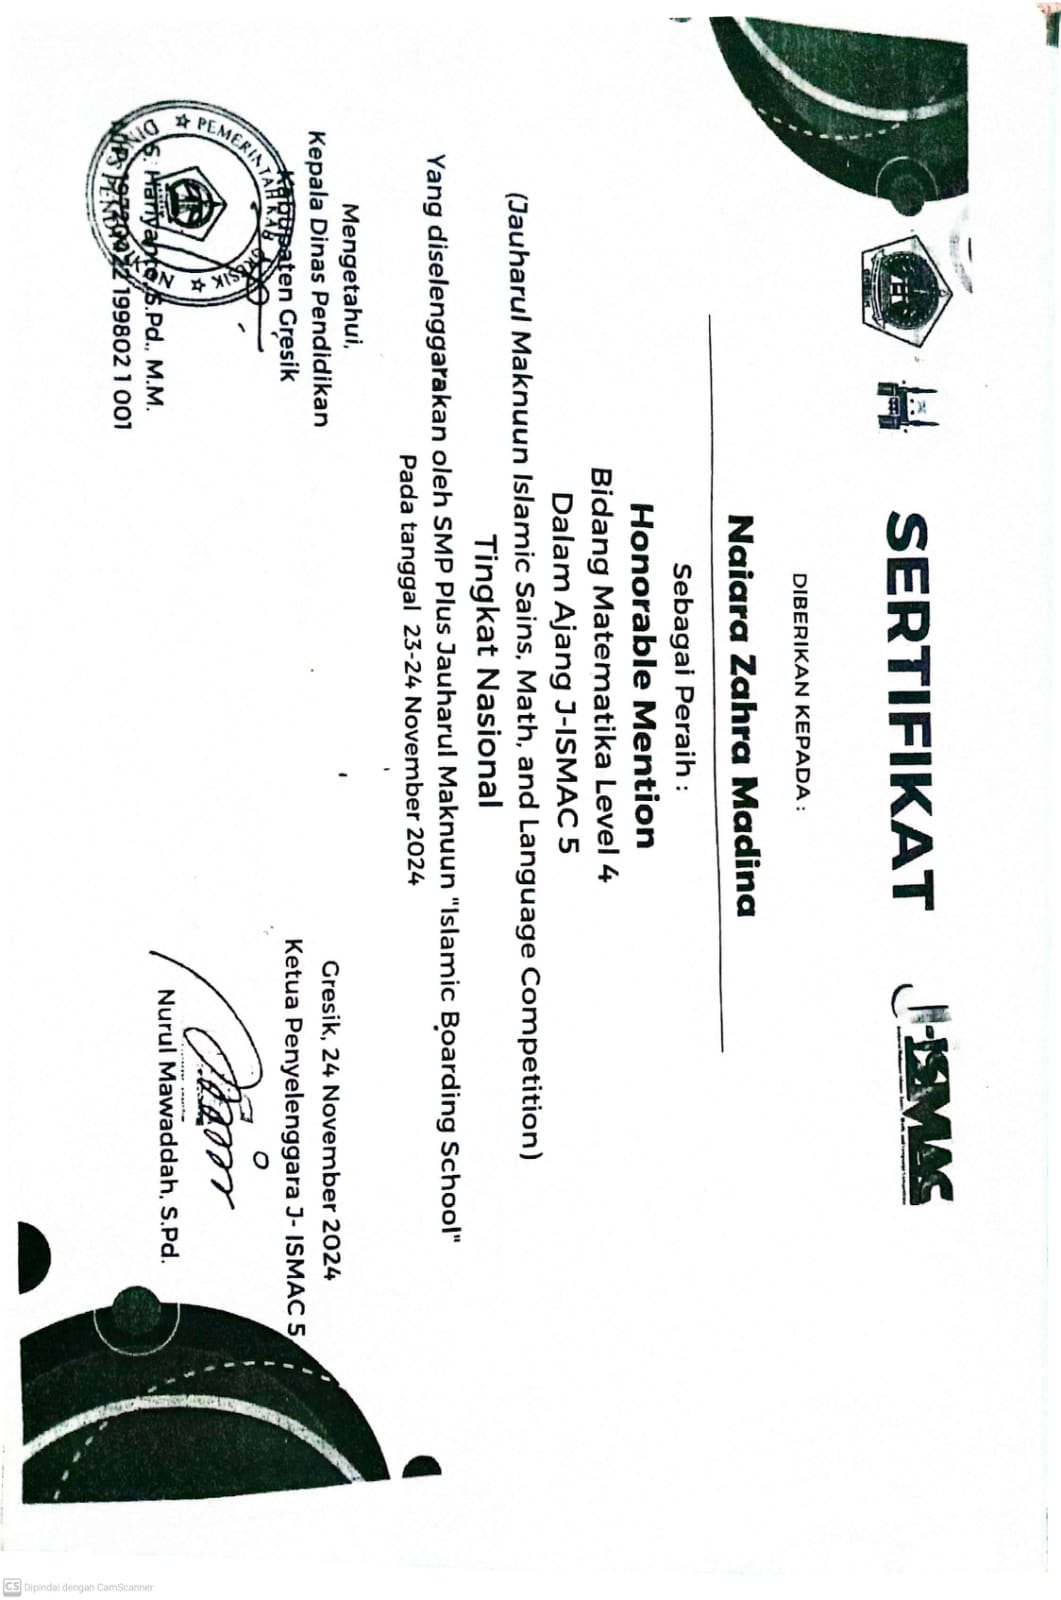 SERTIFIKAT
J-ISMAC
DIBERIKAN KEPADA :
Naiara Zahra Madina
Sebagai Peraih :
Honorable Mention
Bidang Matematika Level 4
Dalam Ajang J-ISMAC 5
(Jauharul Maknuun Islamic Sains, Math, and Language Competition)
Tingkat Nasional
Yang diselenggarakan oleh SMP Plus Jauharul Maknuun "Islamic Boarding School"
Pada tanggal 23-24 November 2024
Mengetahui,
Kepala Dinas Pendidikan
Kabupaten Gresik
PEMERINTAH KAB. GRESIK
DINAS PENDIDIKAN
S. Hariyanto, S.Pd., M.M.
199802 1 001
Gresik, 24 November 2024
Ketua Penyelenggara J- ISMAC 5
Nurul Mawaddah, S.Pd.
CS Dipindai dengan CamScanner